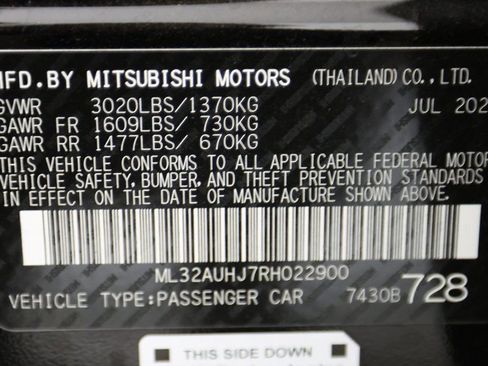 MFD.BY MITSUBISHI MOTORS (THAILAND)CO.,LTD.
GVWR 3020LBS/1370KG JUL 202
GAWR FR 1609LBS/ 730KG
GAWR RR 1477LBS/ 670KG
THIS VEHICLE CONFORMS TO ALL APPLICABLE FEDERAL MOTOR
VEHICLE SAFETY, BUMPER, AND THEFT PREVENTION STANDARDS
IN EFFECT ON THE DATE OF MANUFACTURE SHOWN ABOVE.
ML32AUHJ7RH022900
VEHICLE TYPE:PASSENGER CAR 7430B 728
THIS SIDE DOWN